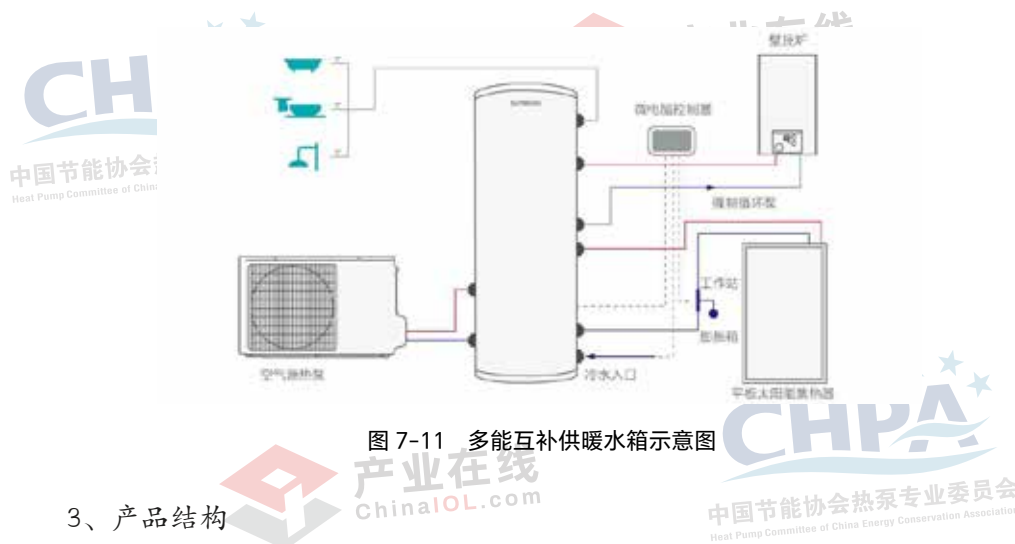 壁挂炉
微电脑控制器
强制循环泵
工作站
膨胀箱
空气源热泵
冷水入口
平板太阳能集热器
图 7-11 多能互补供暖水箱示意图
3、产品结构
产业在线
ChinaIOL.com
CHPA
中国节能协会热泵专业委员会
Heat Pump Committee of China Energy Conservation Association
中国节能协会热
Heat Pump Committee of China